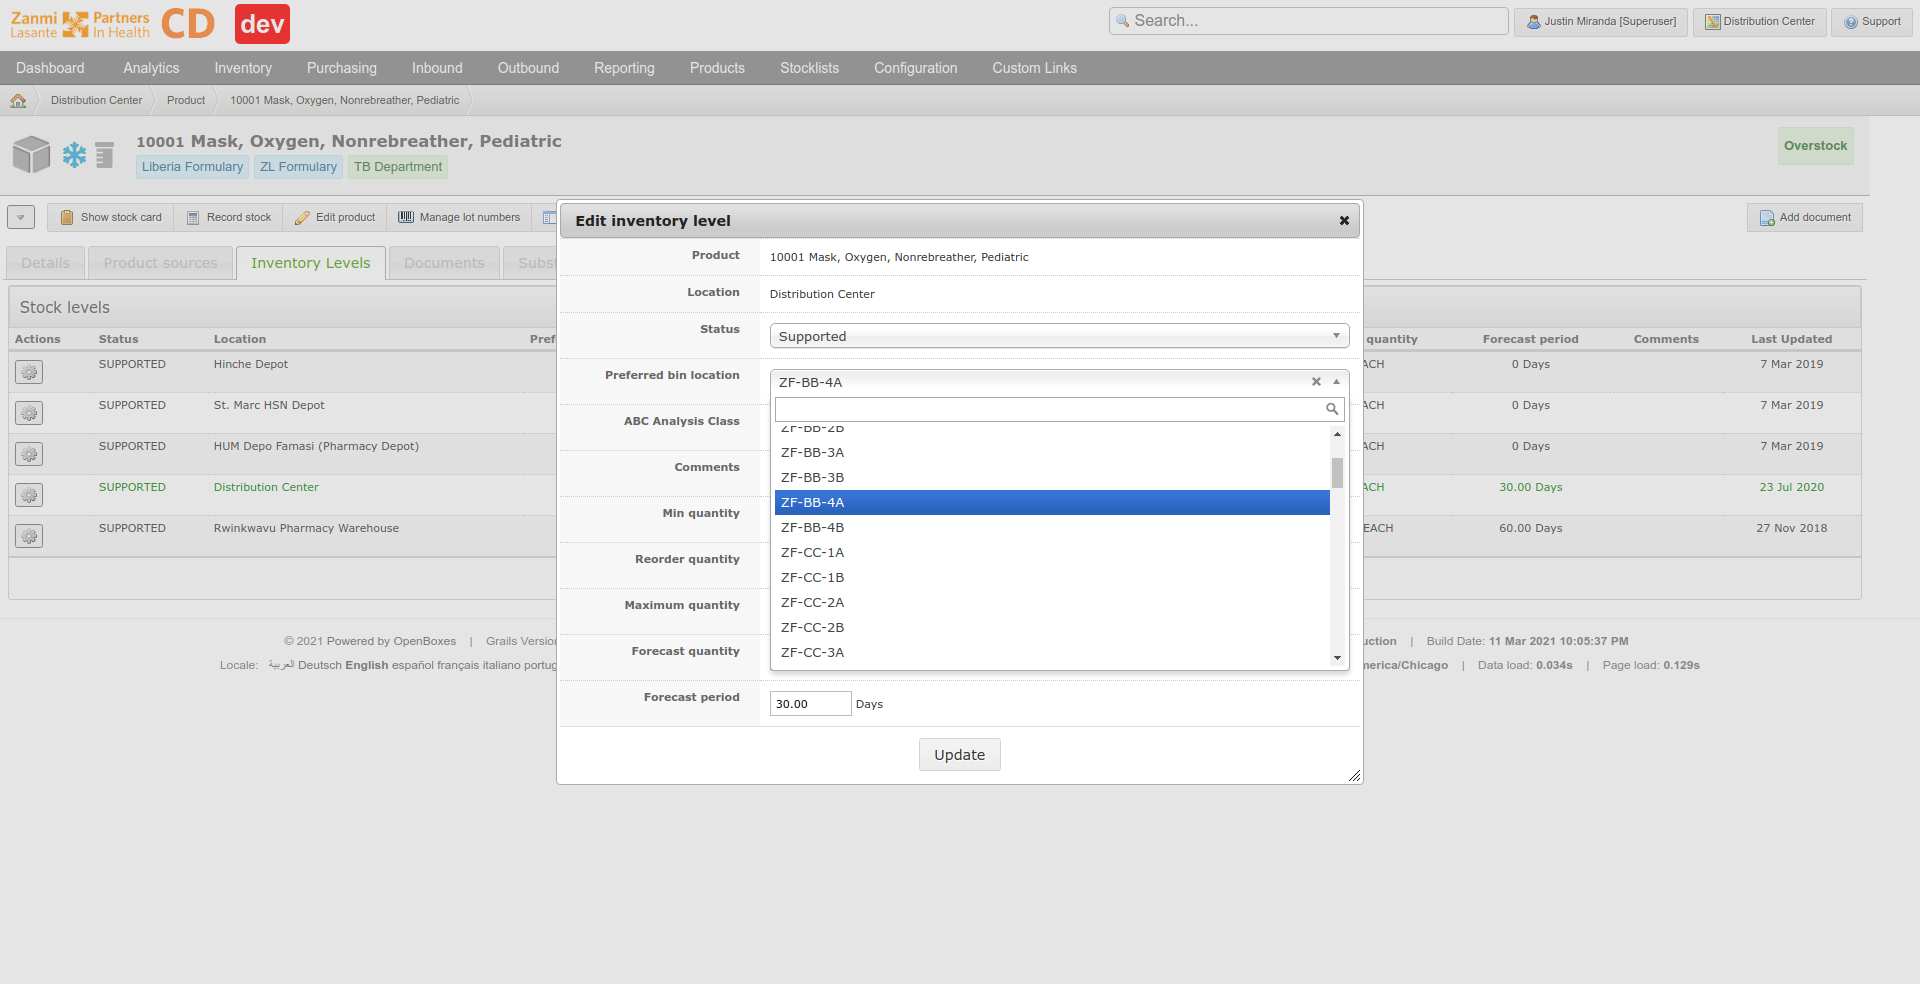 Zanmi Lasante Partners In Health CD dev
Search...
Justin Miranda [Superuser]
Distribution Center
Support
Dashboard Analytics Inventory Purchasing Inbound Outbound Reporting Products Stocklists Configuration Custom Links
Distribution Center Product 10001 Mask, Oxygen, Nonrebreather, Pediatric
10001 Mask, Oxygen, Nonrebreather, Pediatric
Liberia Formulary ZL Formulary TB Department
Overstock
Show stock card Record stock Edit product Manage lot numbers
Add document
Details Product sources Inventory Levels Documents Subst
Stock levels
Actions Status Location Pref quantity Forecast period Comments Last Updated
SUPPORTED Hinche Depot ACH 0 Days 7 Mar 2019
SUPPORTED St. Marc HSN Depot ACH 0 Days 7 Mar 2019
SUPPORTED HUM Depo Famasi (Pharmacy Depot) ACH 0 Days 7 Mar 2019
SUPPORTED Distribution Center ACH 30.00 Days 23 Jul 2020
SUPPORTED Rwinkwavu Pharmacy Warehouse EACH 60.00 Days 27 Nov 2018
Edit inventory level
Product 10001 Mask, Oxygen, Nonrebreather, Pediatric
Location Distribution Center
Status Supported
Preferred bin location ZF-BB-4A
ABC Analysis Class
Comments
Min quantity
Reorder quantity
Maximum quantity
Forecast quantity
ZF-BB-2B
ZF-BB-3A
ZF-BB-3B
ZF-BB-4A
ZF-BB-4B
ZF-CC-1A
ZF-CC-1B
ZF-CC-2A
ZF-CC-2B
ZF-CC-3A
Forecast period 30.00 Days
Update
© 2021 Powered by OpenBoxes | Grails Version uction | Build Date: 11 Mar 2021 10:05:37 PM
Locale: العربية Deutsch English español français italiano portug merica/Chicago | Data load: 0.034s | Page load: 0.129s